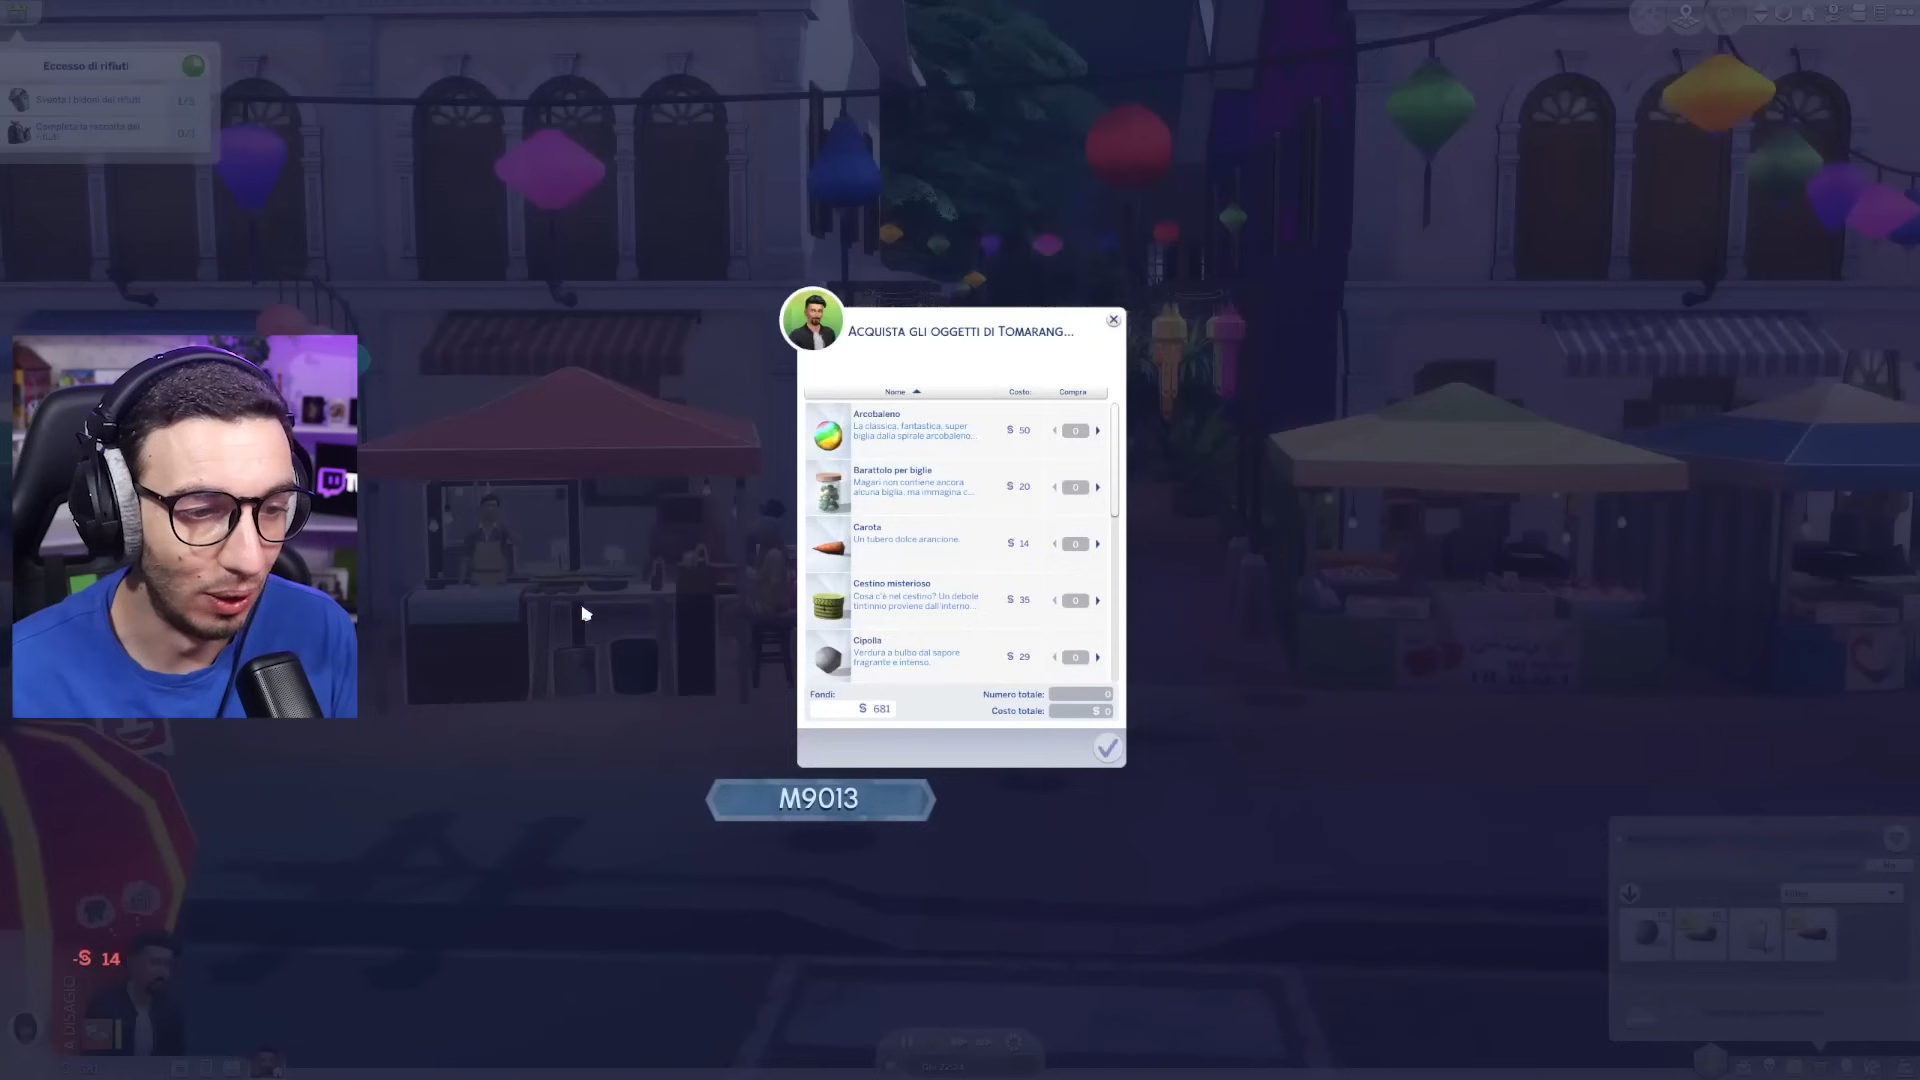 Eccesso di rifiuti
Svuota i bidoni dei rifiuti 1/5
Completa la raccolta dei
rifiuti 0/1
ACQUISTA GLI OGGETTI DI TOMARANG...
Nome Costo: Compra
Arcobaleno
La classica, fantastica, super
biglia dalla spirale arcobaleno...
§ 50 0
Barattolo per biglie
Magari non contiene ancora
alcuna biglia, ma immagina c...
§ 20 0
Carota
Un tubero dolce arancione.
§ 14 0
Cestino misterioso
Cosa c'è nel cestino? Un debole
tintinnio proviene dall'interno...
§ 35 0
Cipolla
Verdura a bulbo dal sapore
fragrante e intenso.
§ 29 0
Fondi:
§ 681
Numero totale: 0
Costo totale: § 0
M9013
-§ 14
A DISAGIO